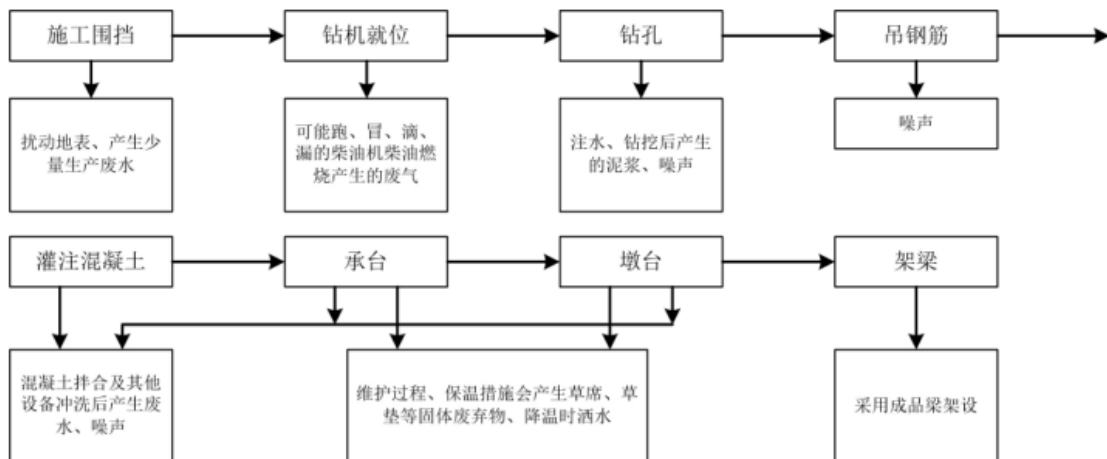 施工围挡
钻机就位
钻孔
吊钢筋
扰动地表、产生少
量生产废水
可能跑、冒、滴、
漏的柴油机柴油燃
烧产生的废气
注水、钻挖后产生
的泥浆、噪声
噪声
灌注混凝土
承台
墩台
架梁
混凝土拌合及其他
设备冲洗后产生废
水、噪声
维护过程、保温措施会产生草席、草
垫等固体废弃物、降温时洒水
采用成品梁架设